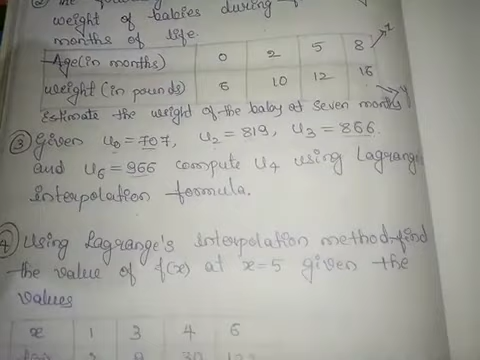 weight of babies during
months of life.
Age(in months) 0 2 5 8
weight (in pounds) 6 10 12 16
Estimate the weight of the baby at seven months
③ Given u₀=707, u₂=819, u₃=866
and u₆=966 compute u₄ using Lagrange
interpolation formula.
④ Using Lagrange's interpolation method find
the value of f(x) at x=5 given the
values
x 1 3 4 6